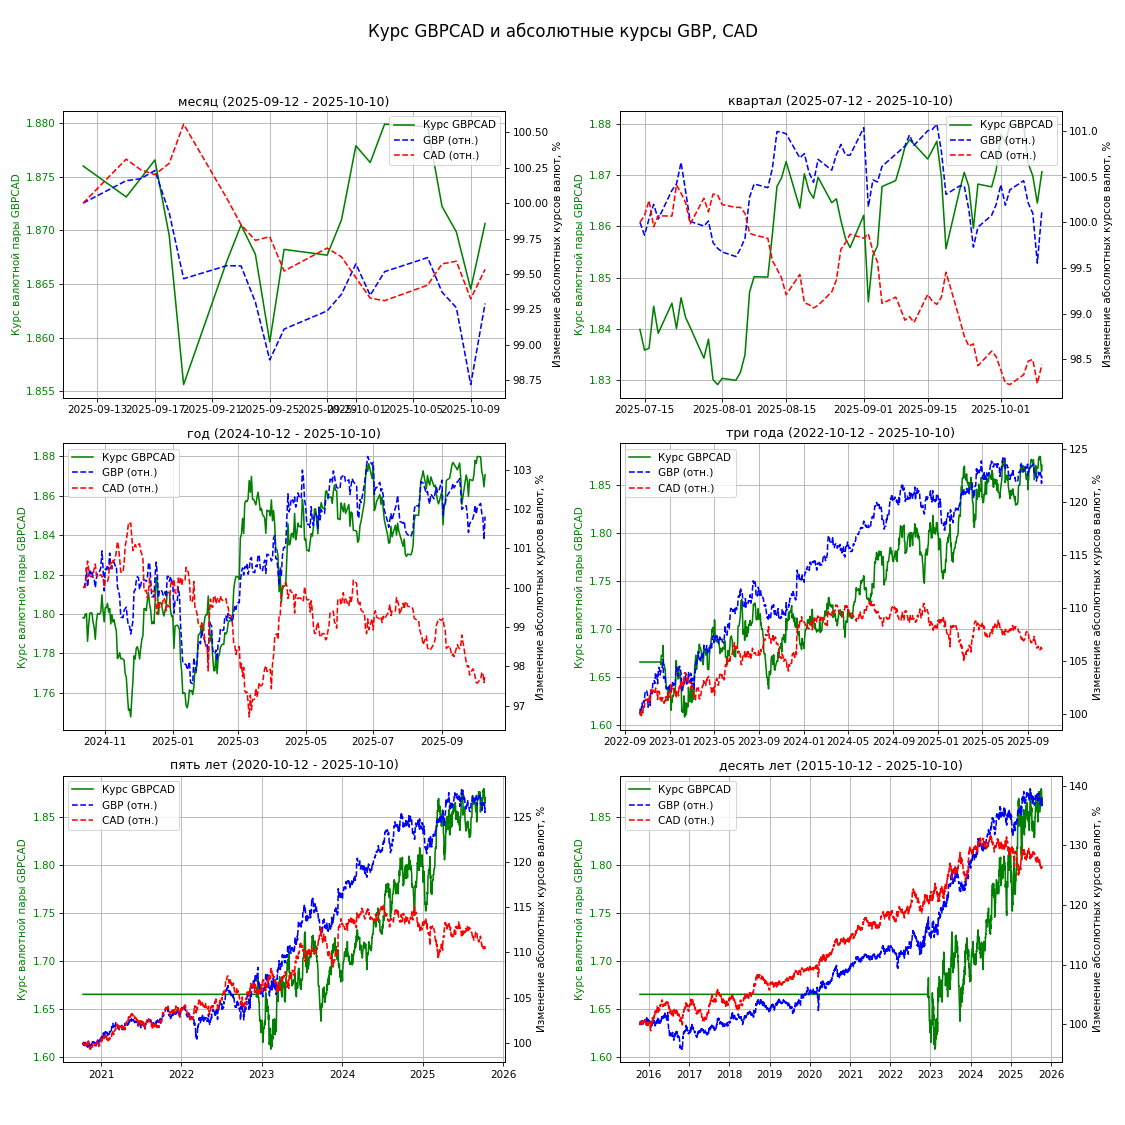 Курс GBPCAD и абсолютные курсы GBP, CAD
месяц (2025-09-12 - 2025-10-10)
Курс валютной пары GBPCAD
1.880
1.875
1.870
1.865
1.860
1.855
Курс GBPCAD
GBP (отн.)
CAD (отн.)
100.50
100.25
100.00
99.75
99.50
99.25
99.00
98.75
Изменение абсолютных курсов валют, %
2025-09-13 2025-09-17 2025-09-21 2025-09-25 2025-09-29 2025-10-01 2025-10-05 2025-10-09
квартал (2025-07-12 - 2025-10-10)
Курс валютной пары GBPCAD
1.88
1.87
1.86
1.85
1.84
1.83
Курс GBPCAD
GBP (отн.)
CAD (отн.)
101.0
100.5
100.0
99.5
99.0
98.5
Изменение абсолютных курсов валют, %
2025-07-15 2025-08-01 2025-08-15 2025-09-01 2025-09-15 2025-10-01
год (2024-10-12 - 2025-10-10)
Курс валютной пары GBPCAD
1.88
1.86
1.84
1.82
1.80
1.78
1.76
Курс GBPCAD
GBP (отн.)
CAD (отн.)
103
102
101
100
99
98
97
Изменение абсолютных курсов валют, %
2024-11 2025-01 2025-03 2025-05 2025-07 2025-09
три года (2022-10-12 - 2025-10-10)
Курс валютной пары GBPCAD
1.85
1.80
1.75
1.70
1.65
1.60
Курс GBPCAD
GBP (отн.)
CAD (отн.)
125
120
115
110
105
100
Изменение абсолютных курсов валют, %
2022-09 2023-01 2023-05 2023-09 2024-01 2024-05 2024-09 2025-01 2025-05 2025-09
пять лет (2020-10-12 - 2025-10-10)
Курс валютной пары GBPCAD
1.85
1.80
1.75
1.70
1.65
1.60
Курс GBPCAD
GBP (отн.)
CAD (отн.)
125
120
115
110
105
100
Изменение абсолютных курсов валют, %
2021 2022 2023 2024 2025 2026
десять лет (2015-10-12 - 2025-10-10)
Курс валютной пары GBPCAD
1.85
1.80
1.75
1.70
1.65
1.60
Курс GBPCAD
GBP (отн.)
CAD (отн.)
140
130
120
110
100
Изменение абсолютных курсов валют, %
2016 2017 2018 2019 2020 2021 2022 2023 2024 2025 2026